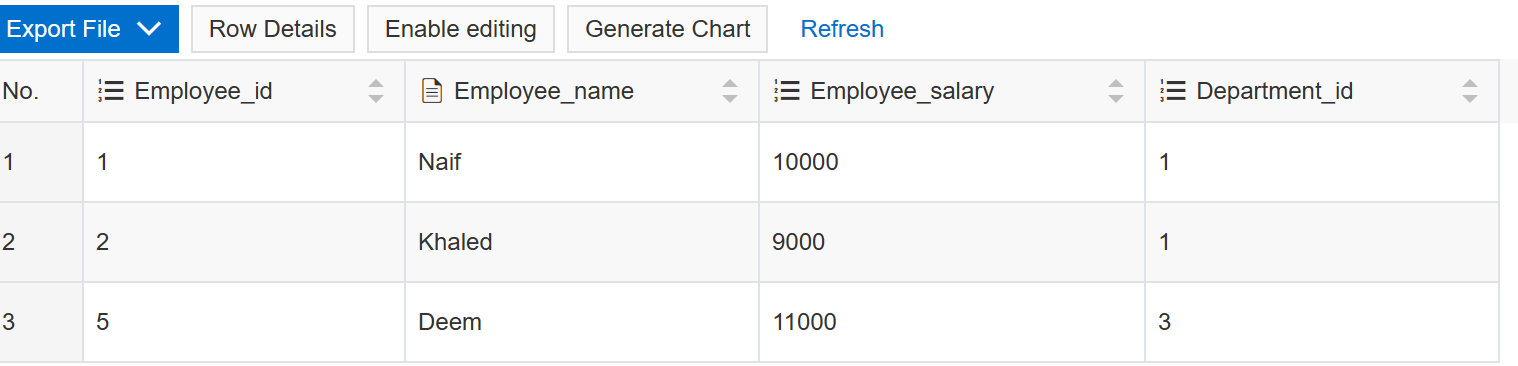 Export File Row Details Enable editing Generate Chart Refresh
No. Employee_id Employee_name Employee_salary Department_id
1 1 Naif 10000 1
2 2 Khaled 9000 1
3 5 Deem 11000 3